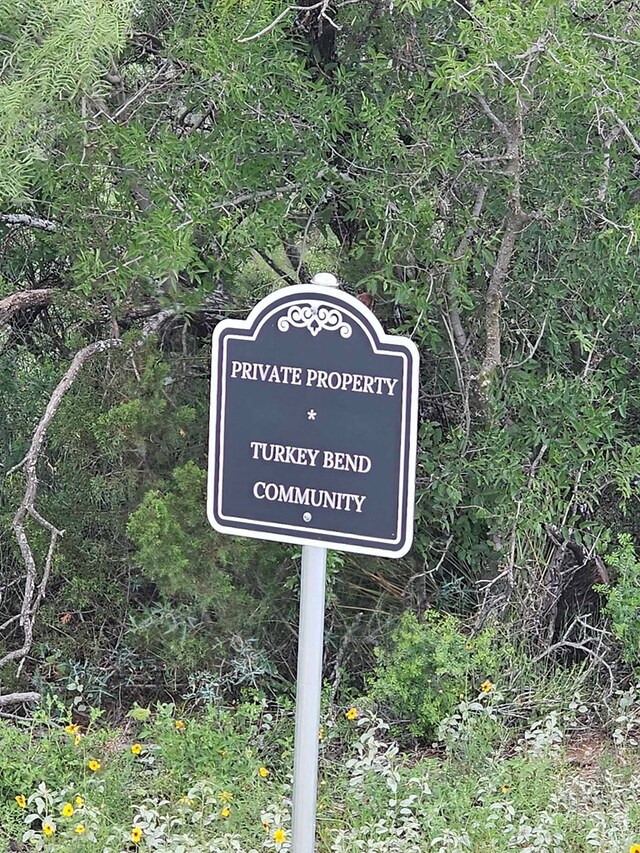 PRIVATE PROPERTY
*
TURKEY BEND
COMMUNITY